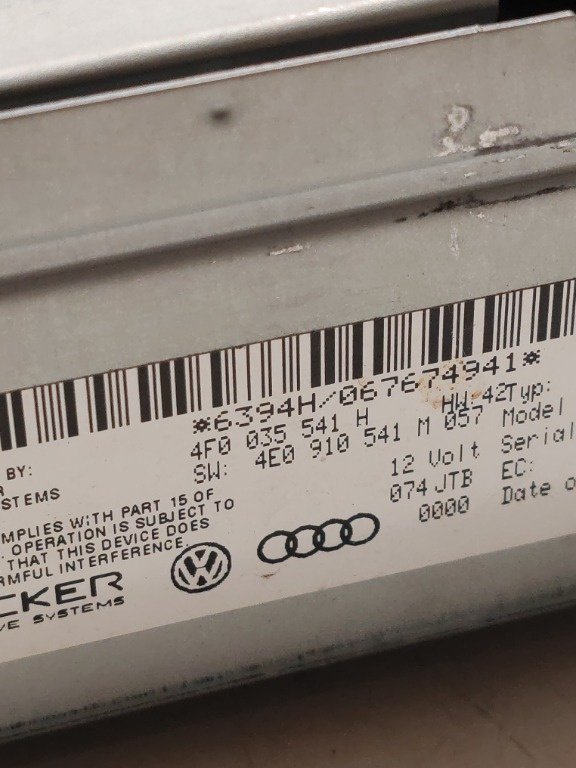 *6394H/067674941*
4F0 035 541 H HW:42
SW: 4E0 910 541 M 057
12 Volt
074 JTB
0000
Typ:
Model
Serial
EC:
Date o
BY:
R
STEMS
MPLIES WITH PART 15 OF
OPERATION IS SUBJECT TO
THAT THIS DEVICE DOES
ARMFUL INTERFERENCE.
CKER
VE SYSTEMS